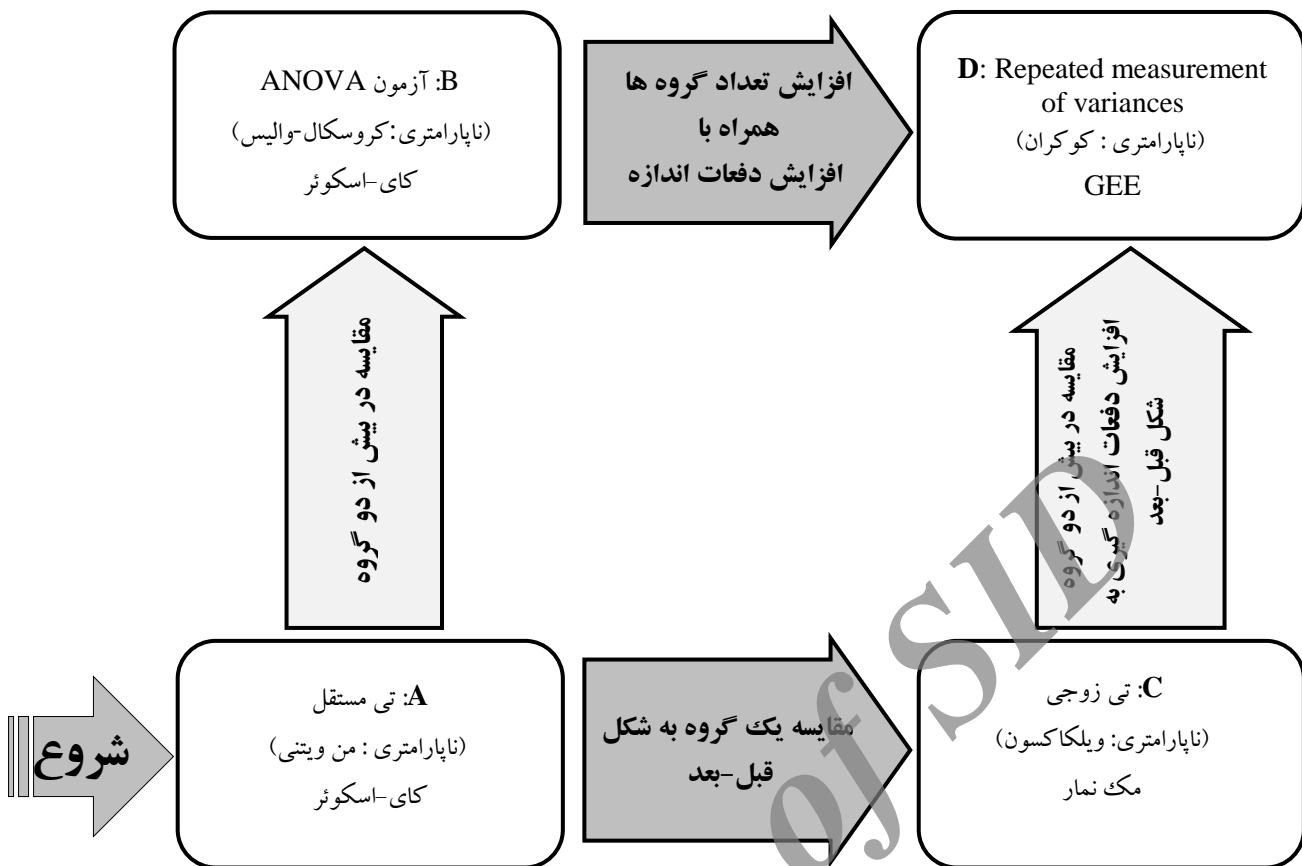 B: آزمون ANOVA
(ناپارامتری:کروسکال-والیس)
کای-اسکوئر
افزایش تعداد گروه ها
همراه با
افزایش دفعات اندازه
D: Repeated measurement
of variances
(ناپارامتری : کوکران)
GEE
مقایسه در بیش از دو گروه
مقایسه در بیش از دو گروه
افزایش دفعات اندازه گیری به
شکل قبل-بعد
شروع
A: تی مستقل
(ناپارامتری : من ویتنی)
کای-اسکوئر
مقایسه یک گروه به شکل
قبل-بعد
C: تی زوجی
(ناپارامتری: ویلکاکسون)
مک نمار
of SID